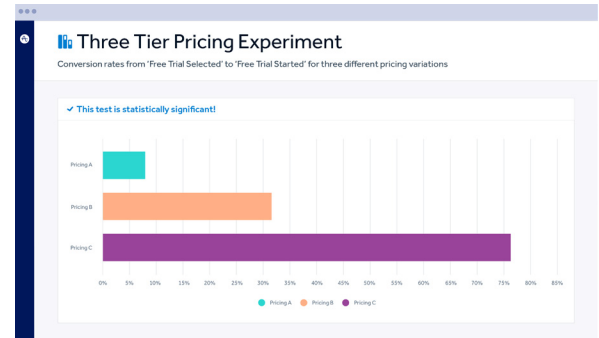 Three Tier Pricing Experiment
Conversion rates from 'Free Trial Selected' to 'Free Trial Started' for three different pricing variations
✓ This test is statistically significant!
Pricing A
Pricing B
Pricing C
0% 5% 10% 15% 20% 25% 30% 35% 40% 45% 50% 55% 60% 65% 70% 75% 80% 85%
Pricing A Pricing B Pricing C